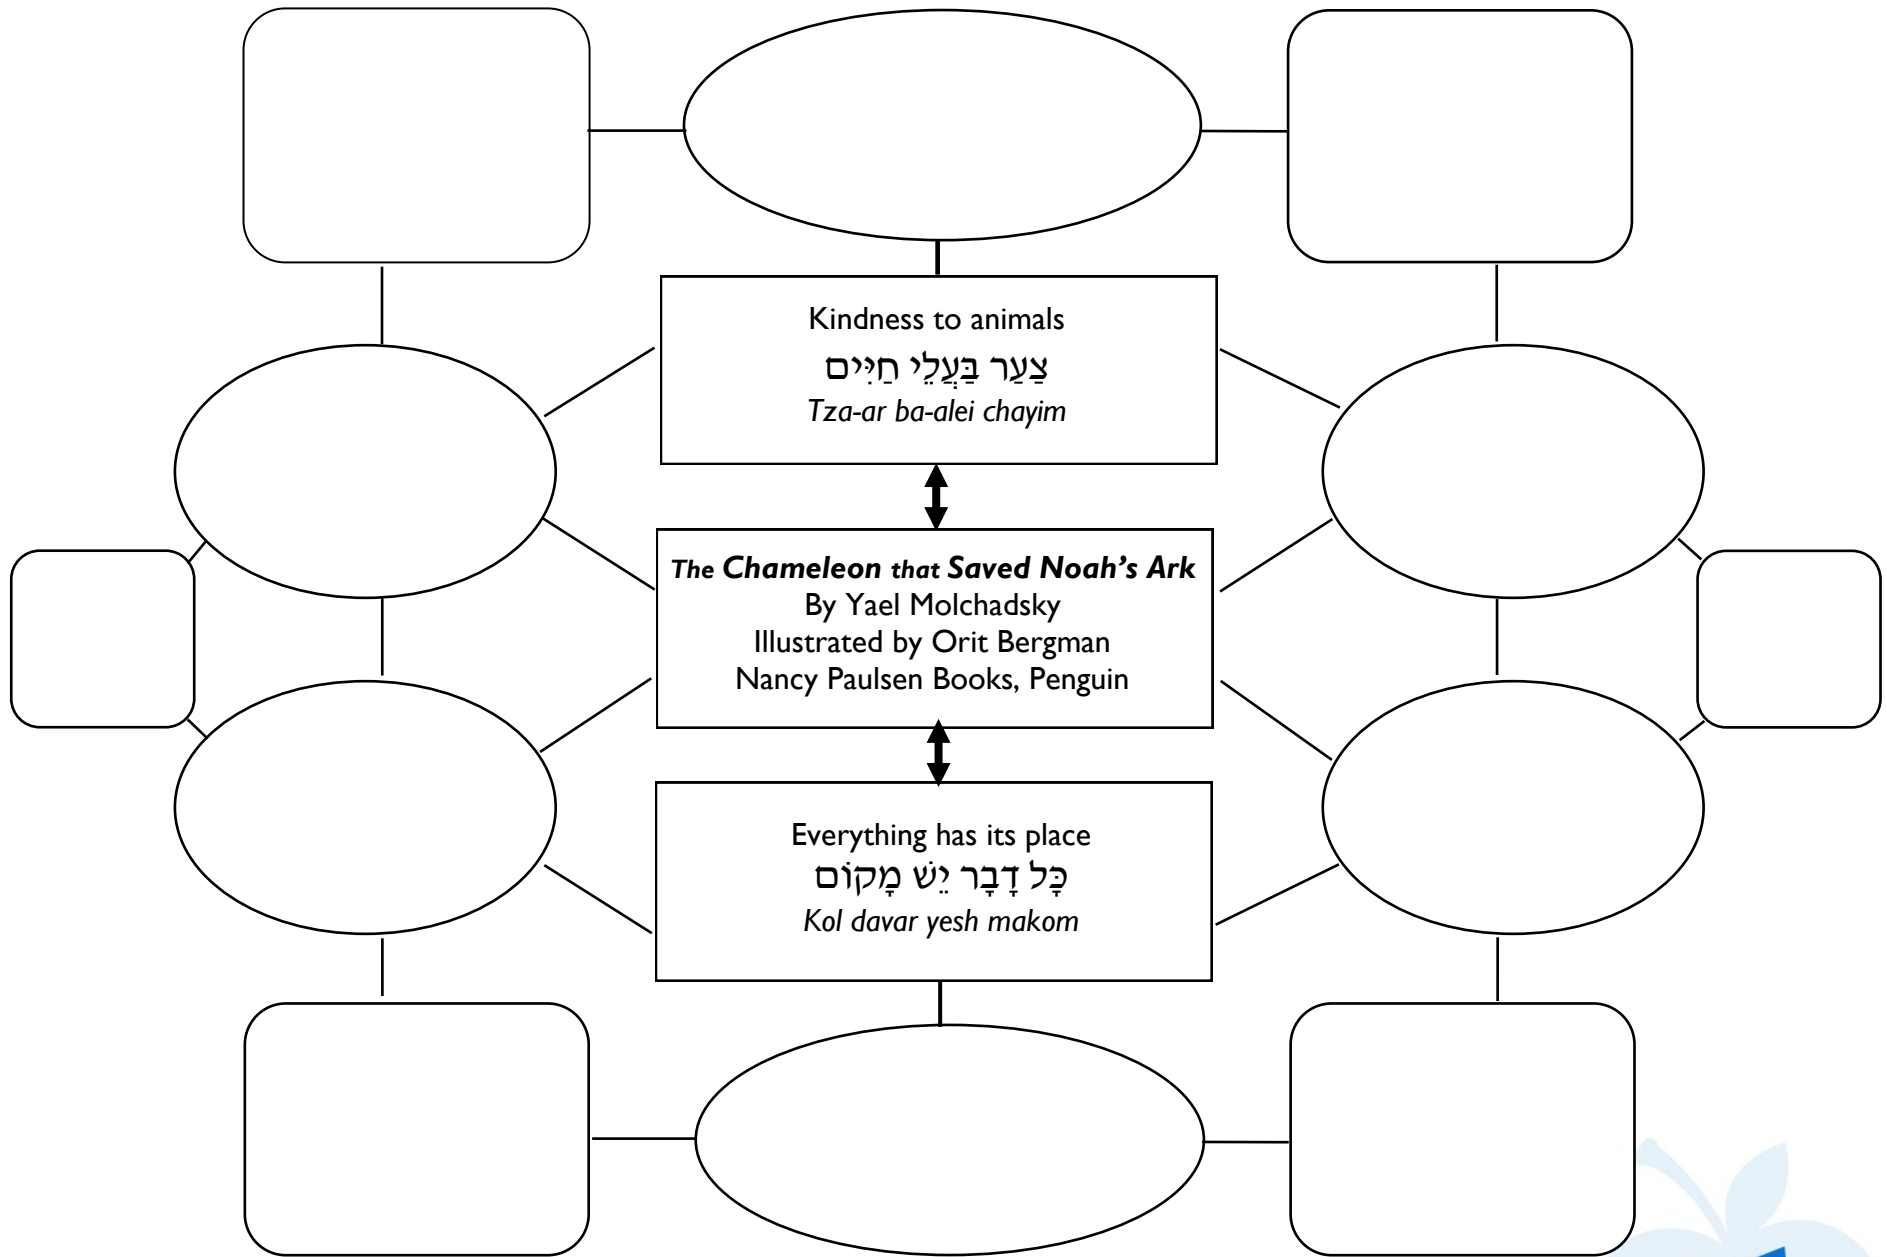 Kindness to animals
צַעַר בַּעֲלֵי חַיִּים
Tza-ar ba-alei chayim
The Chameleon that Saved Noah’s Ark
By Yael Molchadsky
Illustrated by Orit Bergman
Nancy Paulsen Books, Penguin
Everything has its place
כָּל דָבָר יֵשׁ מָקוֹם
Kol davar yesh makom